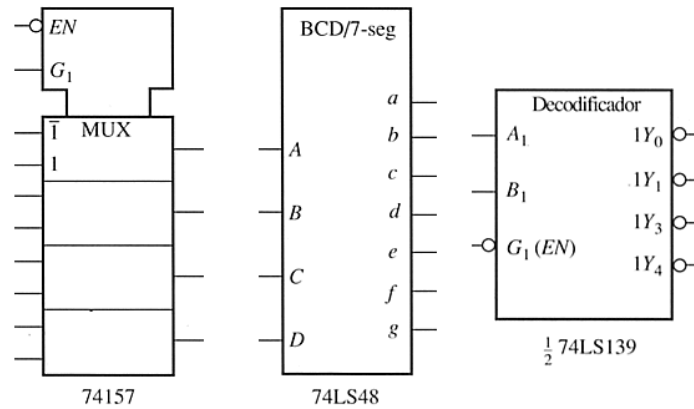 EN
G₁
MUX
1̅
1
74157
BCD/7-seg
a
b
A
c
B
d
e
C
f
D
g
74LS48
Decodificador
A₁ 1Y₀
B₁ 1Y₁
1Y₃
G₁ (EN)
1Y₄
½ 74LS139